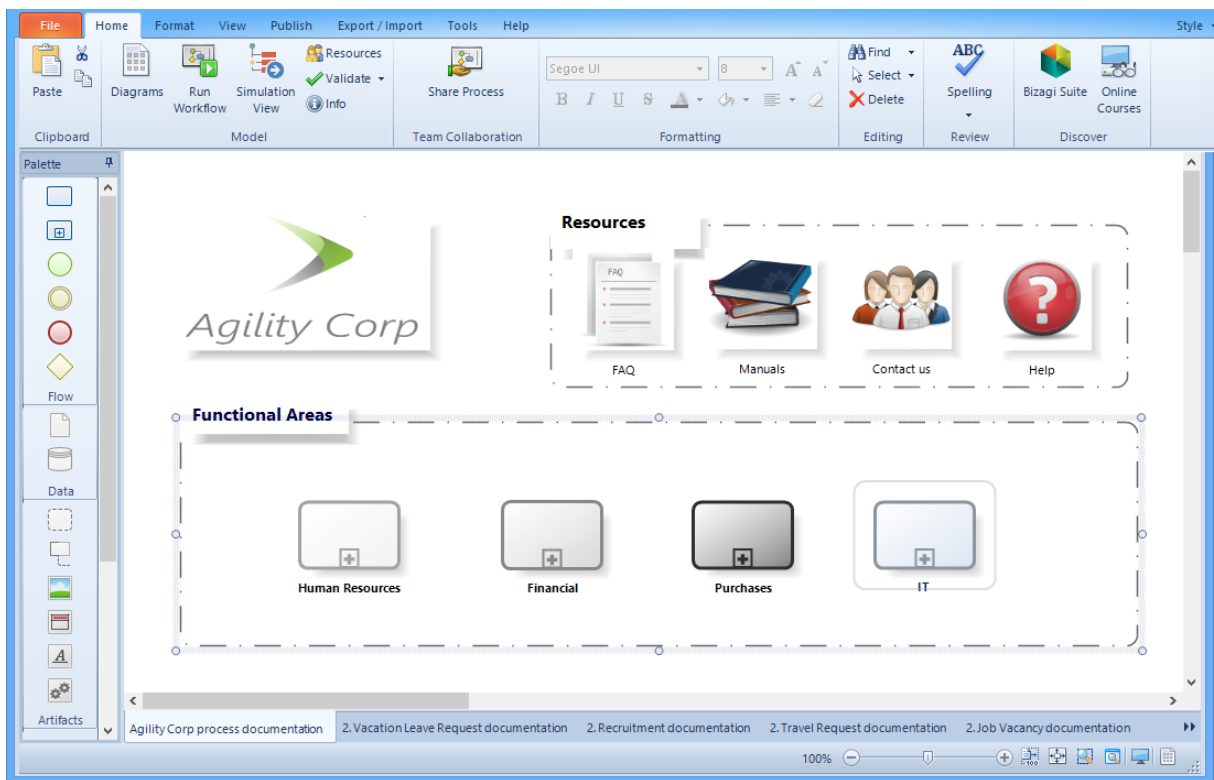 File Home Format View Publish Export / Import Tools Help Style
Paste
Clipboard
Diagrams
Run Workflow
Simulation View
Resources
Validate
Info
Model
Share Process
Team Collaboration
Segoe UI 8 A A
B I U S A
Formatting
Find
Select
Delete
Editing
ABC
Spelling
Review
Bizagi Suite
Online Courses
Discover
Palette
Flow
Data
A
Artifacts
Agility Corp
Resources
FAQ
FAQ Manuals Contact us Help
Functional Areas
Human Resources Financial Purchases IT
Agility Corp process documentation 2.Vacation Leave Request documentation 2.Recruitment documentation 2.Travel Request documentation 2.Job Vacancy documentation
100%
100